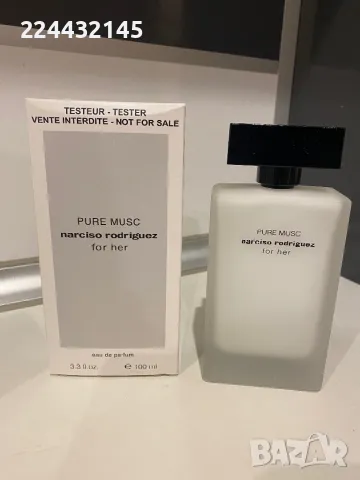 224432145
TESTEUR - TESTER
VENTE INTERDITE - NOT FOR SALE
PURE MUSC
narciso rodriguez
for her
eau de parfum
3.3 fl.oz. e 100 ml
PURE MUSC
narciso rodriguez
for her
BAZAR